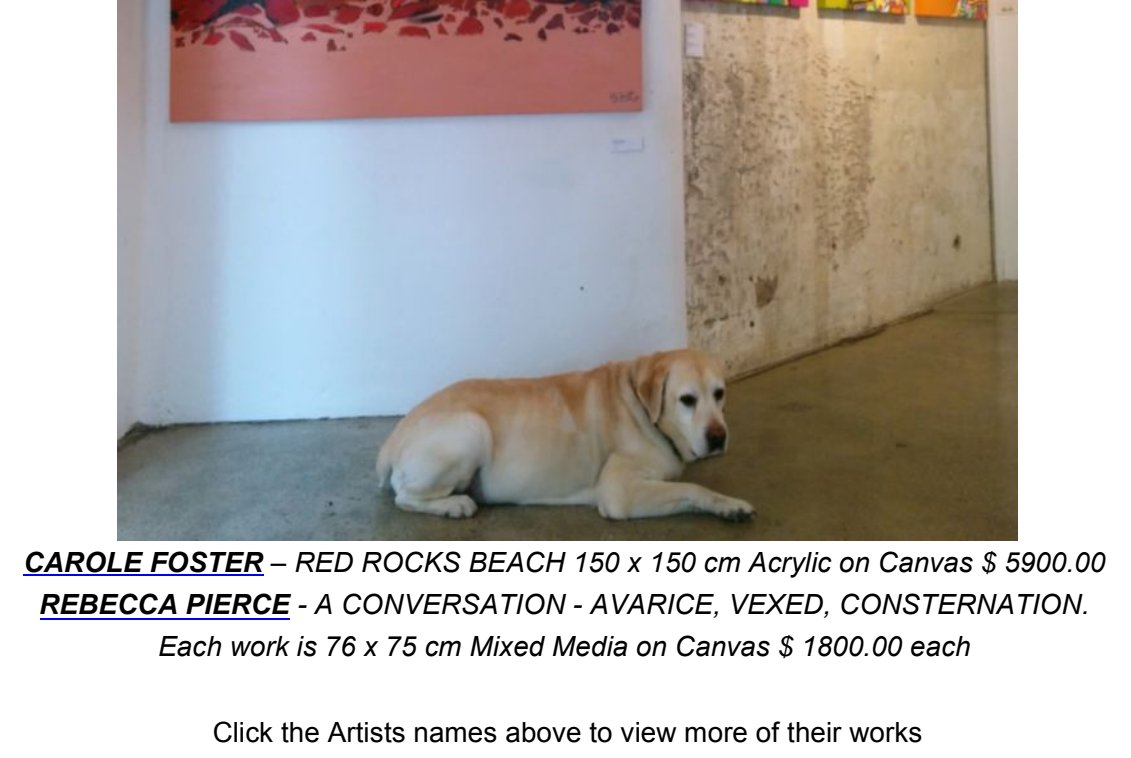 CAROLE FOSTER – RED ROCKS BEACH 150 x 150 cm Acrylic on Canvas $ 5900.00
REBECCA PIERCE - A CONVERSATION - AVARICE, VEXED, CONSTERNATION.
Each work is 76 x 75 cm Mixed Media on Canvas $ 1800.00 each
Click the Artists names above to view more of their works